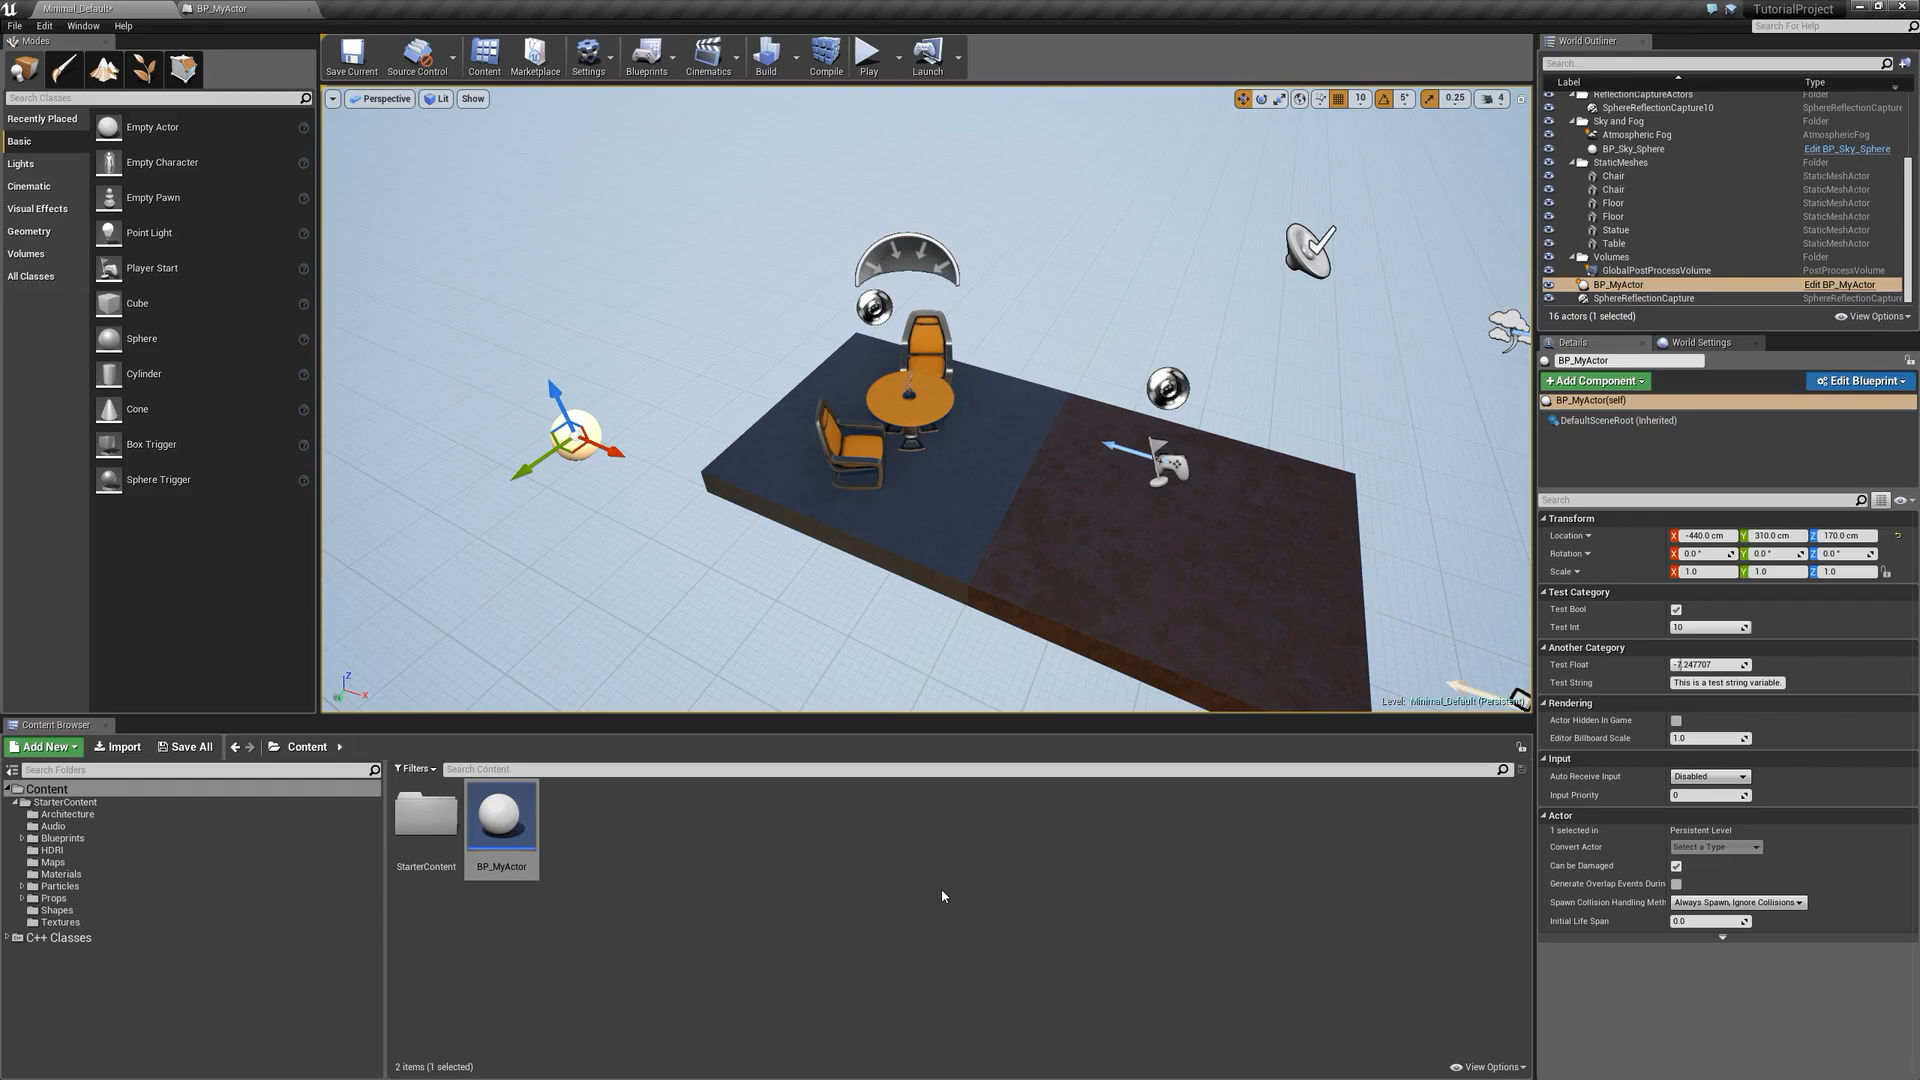 Minimal_Default*
BP_MyActor
TutorialProject
File Edit Window Help
Search For Help
Modes
Search Classes
Recently Placed
Basic
Lights
Cinematic
Visual Effects
Geometry
Volumes
All Classes
Empty Actor
Empty Character
Empty Pawn
Point Light
Player Start
Cube
Sphere
Cylinder
Cone
Box Trigger
Sphere Trigger
Save Current Source Control Content Marketplace Settings Blueprints Cinematics Build Compile Play Launch
Perspective Lit Show
10 5° 0.25 4
Z
X
Level: Minimal_Default (Persistent)
World Outliner
Search...
Label Type
ReflectionCaptureActors Folder
SphereReflectionCapture10 SphereReflectionCapture
Sky and Fog Folder
Atmospheric Fog AtmosphericFog
BP_Sky_Sphere Edit BP_Sky_Sphere
StaticMeshes Folder
Chair StaticMeshActor
Chair StaticMeshActor
Floor StaticMeshActor
Floor StaticMeshActor
Statue StaticMeshActor
Table StaticMeshActor
Volumes Folder
GlobalPostProcessVolume PostProcessVolume
BP_MyActor Edit BP_MyActor
SphereReflectionCapture SphereReflectionCapture
16 actors (1 selected) View Options
Details World Settings
BP_MyActor
+Add Component Edit Blueprint
BP_MyActor(self)
DefaultSceneRoot (Inherited)
Search
Transform
Location X -440.0 cm Y 310.0 cm Z 170.0 cm
Rotation X 0.0 ° Y 0.0 ° Z 0.0 °
Scale X 1.0 Y 1.0 Z 1.0
Test Category
Test Bool
Test Int 10
Another Category
Test Float -7.247707
Test String This is a test string variable.
Rendering
Actor Hidden In Game
Editor Billboard Scale 1.0
Input
Auto Receive Input Disabled
Input Priority 0
Actor
1 selected in Persistent Level
Convert Actor Select a Type
Can be Damaged
Generate Overlap Events Durin
Spawn Collision Handling Meth Always Spawn, Ignore Collisions
Initial Life Span 0.0
Content Browser
Add New Import Save All Content
Search Folders
Content
StarterContent
Architecture
Audio
Blueprints
HDRI
Maps
Materials
Particles
Props
Shapes
Textures
C++ Classes
Filters Search Content
StarterContent
BP_MyActor
2 items (1 selected) View Options